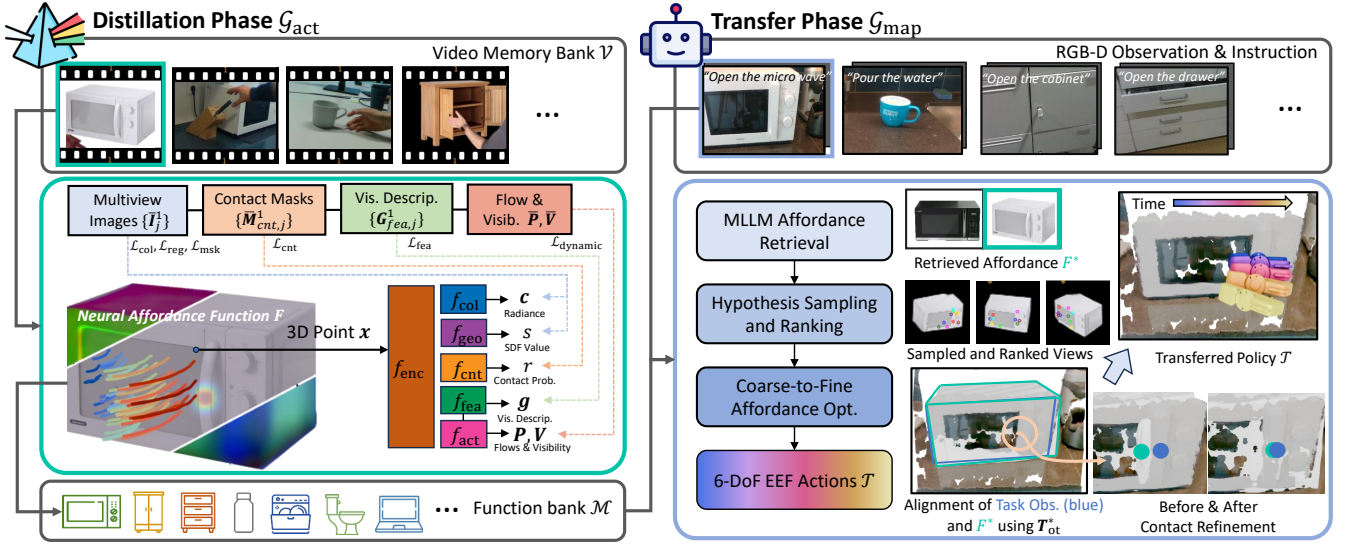 Distillation Phase 𝒢act
Video Memory Bank 𝒱
...
Multiview
Images {Ī¹ⱼ}
Contact Masks
{M̄¹cnt,j}
Vis. Descrip.
{G¹fea,j}
Flow &
Visib. P̄, V̄
ℒcol, ℒreg, ℒmsk
ℒcnt
ℒfea
ℒdynamic
Neural Affordance Function F
3D Point x
fenc
fcol
c
Radiance
fgeo
s
SDF Value
fcnt
r
Contact Prob.
ffea
g
Vis. Descrip.
fact
P, V
Flows & Visibility
... Function bank ℳ
Transfer Phase 𝒢map
RGB-D Observation & Instruction
"Open the microwave"
"Pour the water"
"Open the cabinet"
"Open the drawer"
...
MLLM Affordance
Retrieval
Hypothesis Sampling
and Ranking
Coarse-to-Fine
Affordance Opt.
6-DoF EEF Actions 𝒯
Retrieved Affordance F*
Sampled and Ranked Views
Time
Transferred Policy 𝒯
Alignment of Task Obs. (blue)
and F* using T*ot
Before & After
Contact Refinement